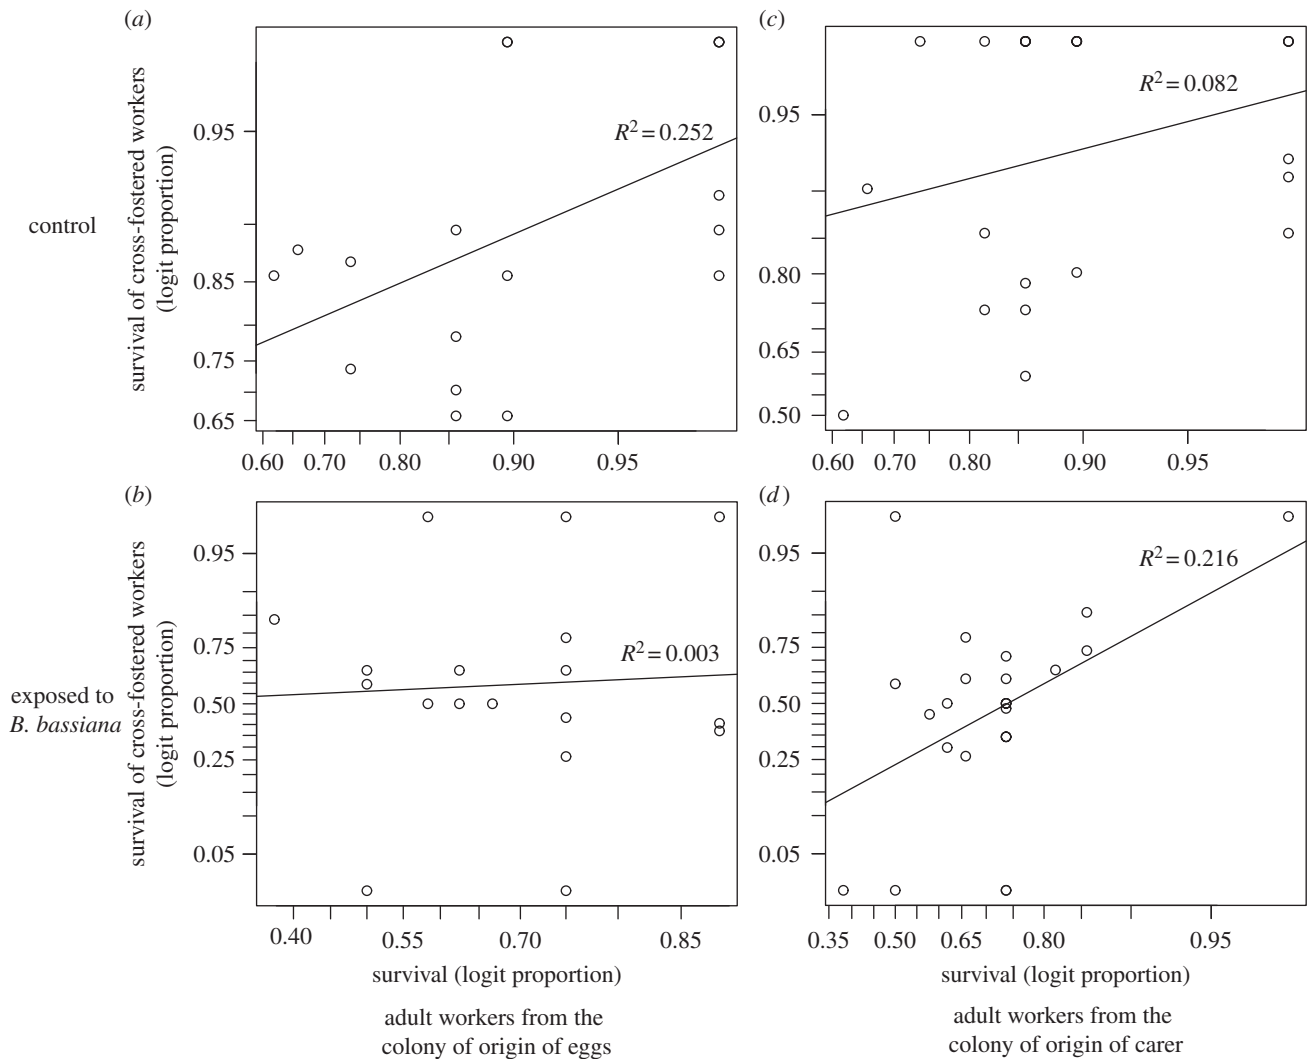 (a)
control
survival of cross-fostered workers
(logit proportion)
0.95
0.85
0.75
0.65
R² = 0.252
0.60 0.70 0.80 0.90 0.95
(c)
0.95
0.80
0.65
0.50
R² = 0.082
0.60 0.70 0.80 0.90 0.95
(b)
exposed to
B. bassiana
survival of cross-fostered workers
(logit proportion)
0.95
0.75
0.50
0.25
0.05
R² = 0.003
0.40 0.55 0.70 0.85
survival (logit proportion)
adult workers from the
colony of origin of eggs
(d)
0.95
0.75
0.50
0.25
0.05
R² = 0.216
0.35 0.50 0.65 0.80 0.95
survival (logit proportion)
adult workers from the
colony of origin of carer